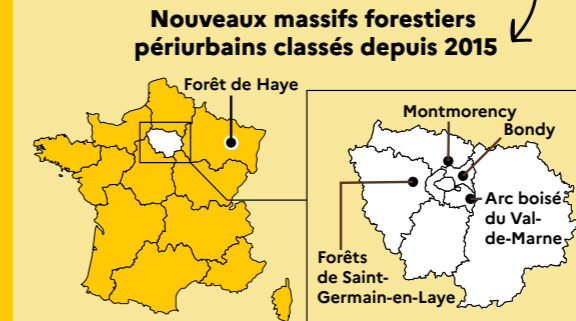 Nouveaux massifs forestiers
périurbains classés depuis 2015
Forêt de Haye
Montmorency
Bondy
Arc boisé
du Val-
de-Marne
Forêts
de Saint-
Germain-en-Laye